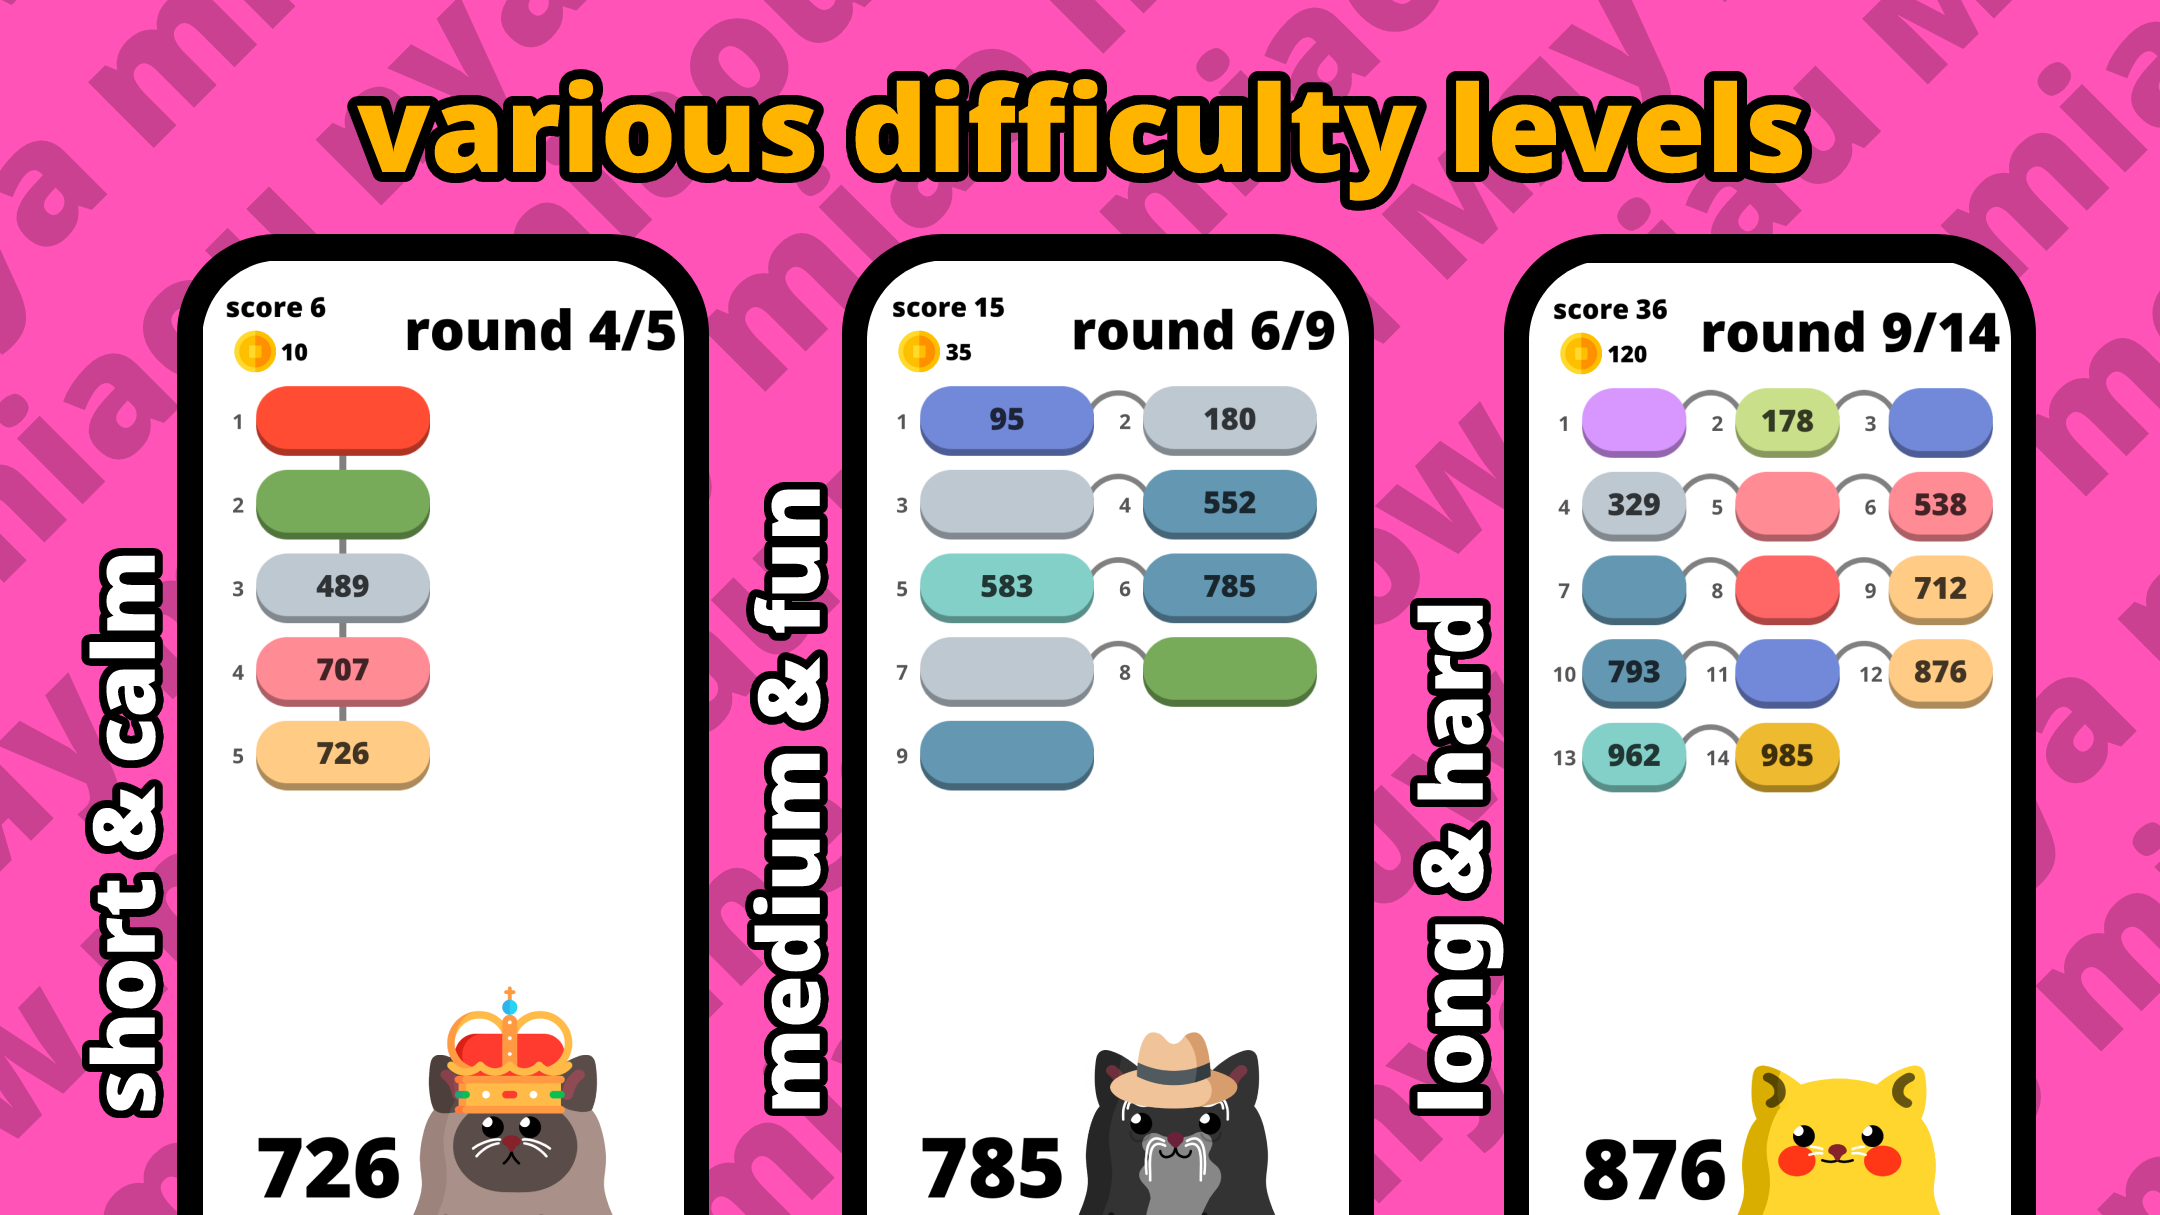 various difficulty levels
short & calm
score 6
10
round 4/5
1
2
3 489
4 707
5 726
726
medium & fun
score 15
35
round 6/9
1 95 2 180
3 4 552
5 583 6 785
7 8
9
785
long & hard
score 36
120
round 9/14
1 2 178 3
4 329 5 6 538
7 8 9 712
10 793 11 12 876
13 962 14 985
876